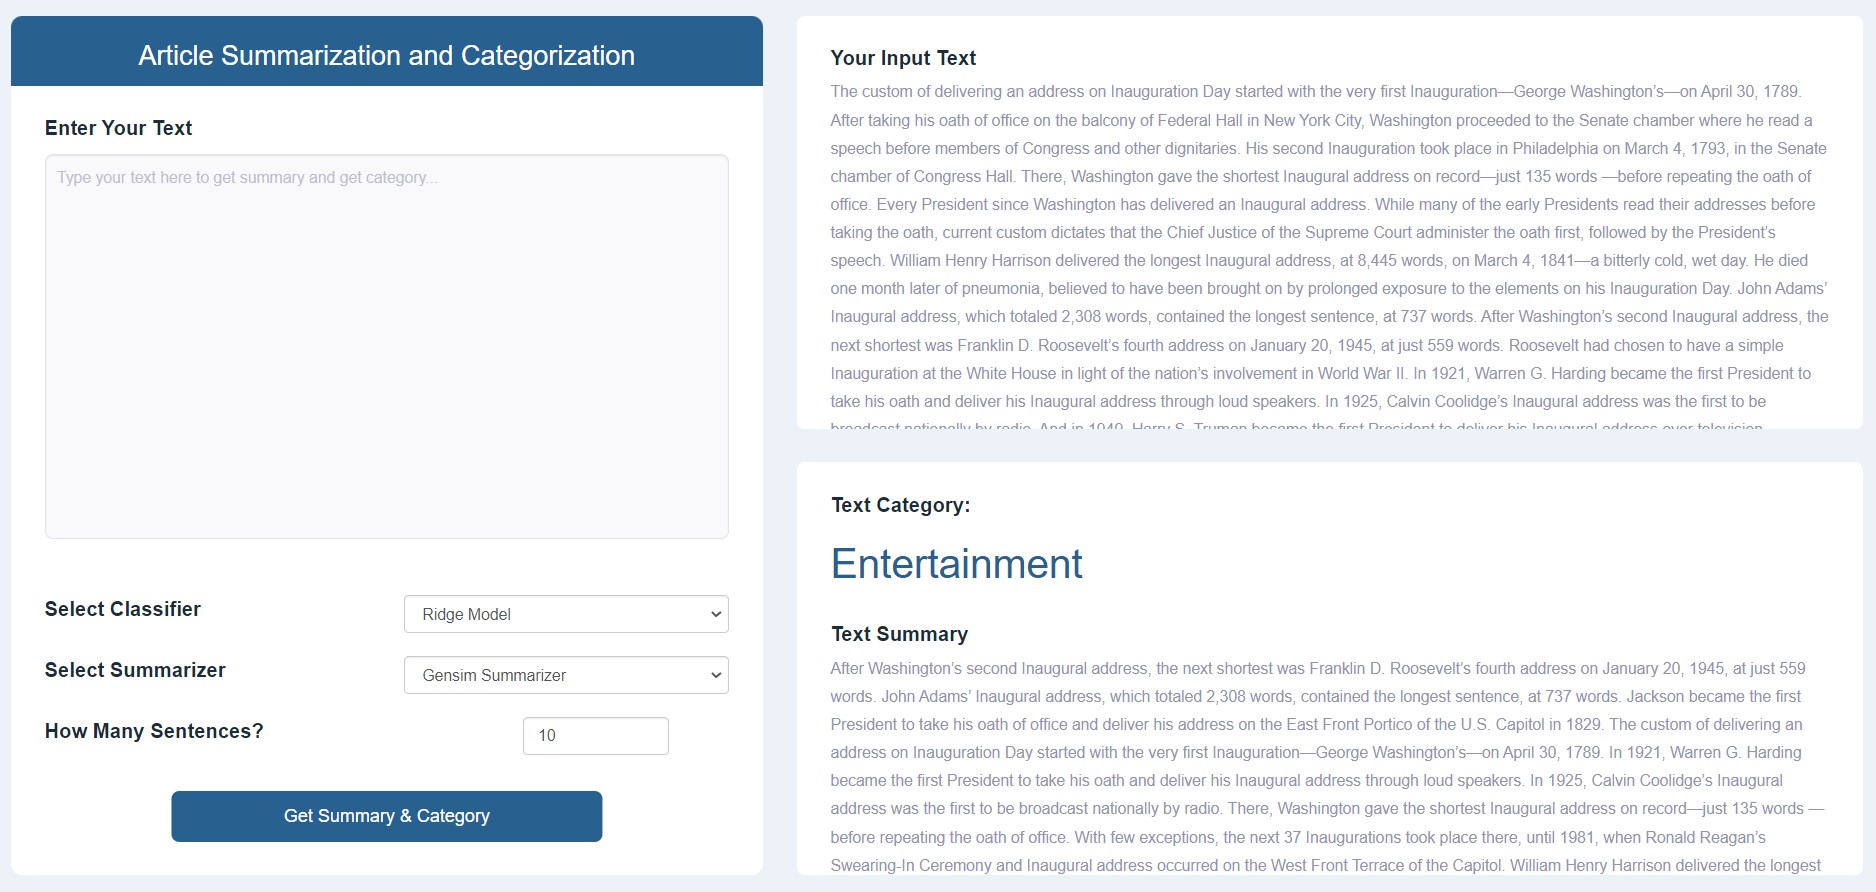 Article Summarization and Categorization
Enter Your Text
Type your text here to get summary and get category...
Select Classifier
Ridge Model
Select Summarizer
Gensim Summarizer
How Many Sentences?
10
Get Summary & Category
Your Input Text
The custom of delivering an address on Inauguration Day started with the very first Inauguration—George Washington’s—on April 30, 1789.
After taking his oath of office on the balcony of Federal Hall in New York City, Washington proceeded to the Senate chamber where he read a
speech before members of Congress and other dignitaries. His second Inauguration took place in Philadelphia on March 4, 1793, in the Senate
chamber of Congress Hall. There, Washington gave the shortest Inaugural address on record—just 135 words —before repeating the oath of
office. Every President since Washington has delivered an Inaugural address. While many of the early Presidents read their addresses before
taking the oath, current custom dictates that the Chief Justice of the Supreme Court administer the oath first, followed by the President’s
speech. William Henry Harrison delivered the longest Inaugural address, at 8,445 words, on March 4, 1841—a bitterly cold, wet day. He died
one month later of pneumonia, believed to have been brought on by prolonged exposure to the elements on his Inauguration Day. John Adams’
Inaugural address, which totaled 2,308 words, contained the longest sentence, at 737 words. After Washington’s second Inaugural address, the
next shortest was Franklin D. Roosevelt’s fourth address on January 20, 1945, at just 559 words. Roosevelt had chosen to have a simple
Inauguration at the White House in light of the nation’s involvement in World War II. In 1921, Warren G. Harding became the first President to
take his oath and deliver his Inaugural address through loud speakers. In 1925, Calvin Coolidge’s Inaugural address was the first to be
broadcast nationally by radio. And in 1949, Harry S. Truman became the first President to deliver his Inaugural address over television
Text Category:
Entertainment
Text Summary
After Washington’s second Inaugural address, the next shortest was Franklin D. Roosevelt’s fourth address on January 20, 1945, at just 559
words. John Adams’ Inaugural address, which totaled 2,308 words, contained the longest sentence, at 737 words. Jackson became the first
President to take his oath of office and deliver his address on the East Front Portico of the U.S. Capitol in 1829. The custom of delivering an
address on Inauguration Day started with the very first Inauguration—George Washington’s—on April 30, 1789. In 1921, Warren G. Harding
became the first President to take his oath and deliver his Inaugural address through loud speakers. In 1925, Calvin Coolidge’s Inaugural
address was the first to be broadcast nationally by radio. There, Washington gave the shortest Inaugural address on record—just 135 words —
before repeating the oath of office. With few exceptions, the next 37 Inaugurations took place there, until 1981, when Ronald Reagan’s
Swearing-In Ceremony and Inaugural address occurred on the West Front Terrace of the Capitol. William Henry Harrison delivered the longest